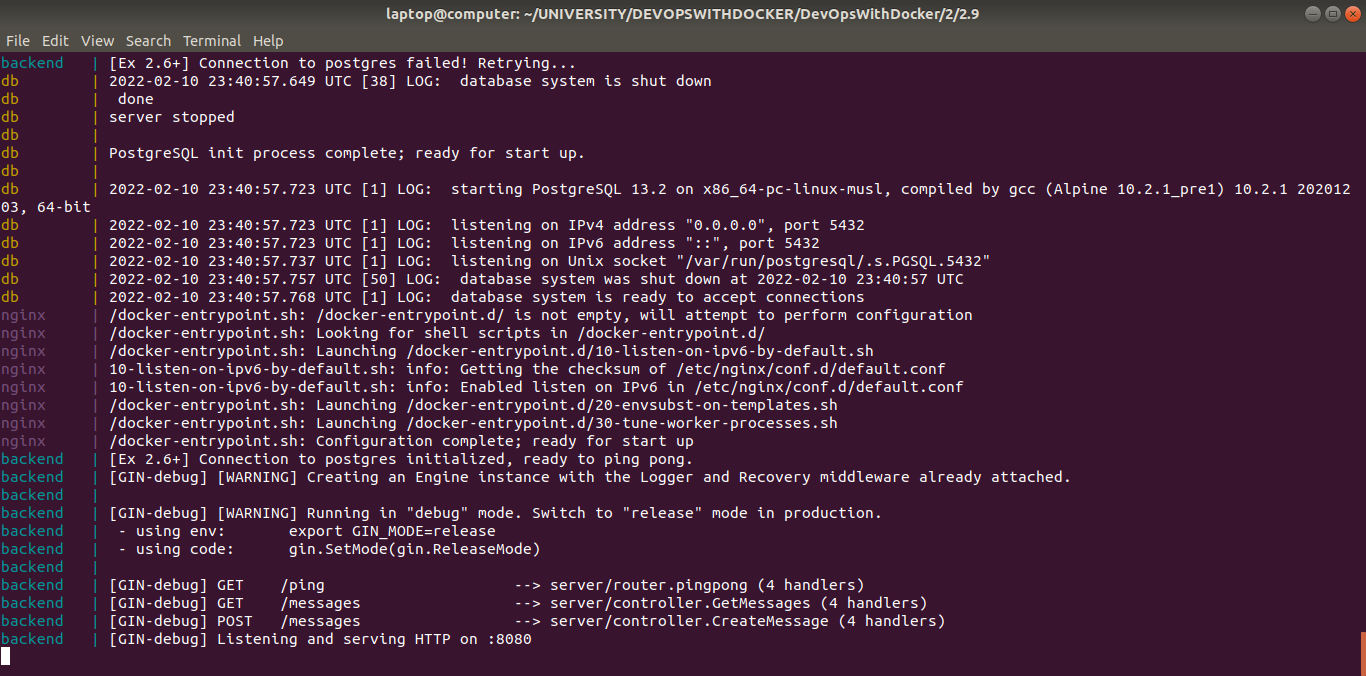 laptop@computer: ~/UNIVERSITY/DEVOPSWITHDOCKER/DevOpsWithDocker/2/2.9
File Edit View Search Terminal Help
backend   | [Ex 2.6+] Connection to postgres failed! Retrying...
db        | 2022-02-10 23:40:57.649 UTC [38] LOG:  database system is shut down
db        |  done
db        | server stopped
db        |
db        | PostgreSQL init process complete; ready for start up.
db        |
db        | 2022-02-10 23:40:57.723 UTC [1] LOG:  starting PostgreSQL 13.2 on x86_64-pc-linux-musl, compiled by gcc (Alpine 10.2.1_pre1) 10.2.1 202012
03, 64-bit
db        | 2022-02-10 23:40:57.723 UTC [1] LOG:  listening on IPv4 address "0.0.0.0", port 5432
db        | 2022-02-10 23:40:57.723 UTC [1] LOG:  listening on IPv6 address "::", port 5432
db        | 2022-02-10 23:40:57.737 UTC [1] LOG:  listening on Unix socket "/var/run/postgresql/.s.PGSQL.5432"
db        | 2022-02-10 23:40:57.757 UTC [50] LOG:  database system was shut down at 2022-02-10 23:40:57 UTC
db        | 2022-02-10 23:40:57.768 UTC [1] LOG:  database system is ready to accept connections
nginx     | /docker-entrypoint.sh: /docker-entrypoint.d/ is not empty, will attempt to perform configuration
nginx     | /docker-entrypoint.sh: Looking for shell scripts in /docker-entrypoint.d/
nginx     | /docker-entrypoint.sh: Launching /docker-entrypoint.d/10-listen-on-ipv6-by-default.sh
nginx     | 10-listen-on-ipv6-by-default.sh: info: Getting the checksum of /etc/nginx/conf.d/default.conf
nginx     | 10-listen-on-ipv6-by-default.sh: info: Enabled listen on IPv6 in /etc/nginx/conf.d/default.conf
nginx     | /docker-entrypoint.sh: Launching /docker-entrypoint.d/20-envsubst-on-templates.sh
nginx     | /docker-entrypoint.sh: Launching /docker-entrypoint.d/30-tune-worker-processes.sh
nginx     | /docker-entrypoint.sh: Configuration complete; ready for start up
backend   | [Ex 2.6+] Connection to postgres initialized, ready to ping pong.
backend   | [GIN-debug] [WARNING] Creating an Engine instance with the Logger and Recovery middleware already attached.
backend   |
backend   | [GIN-debug] [WARNING] Running in "debug" mode. Switch to "release" mode in production.
backend   |  - using env:      export GIN_MODE=release
backend   |  - using code:     gin.SetMode(gin.ReleaseMode)
backend   |
backend   | [GIN-debug] GET    /ping                     --> server/router.pingpong (4 handlers)
backend   | [GIN-debug] GET    /messages                 --> server/controller.GetMessages (4 handlers)
backend   | [GIN-debug] POST   /messages                 --> server/controller.CreateMessage (4 handlers)
backend   | [GIN-debug] Listening and serving HTTP on :8080